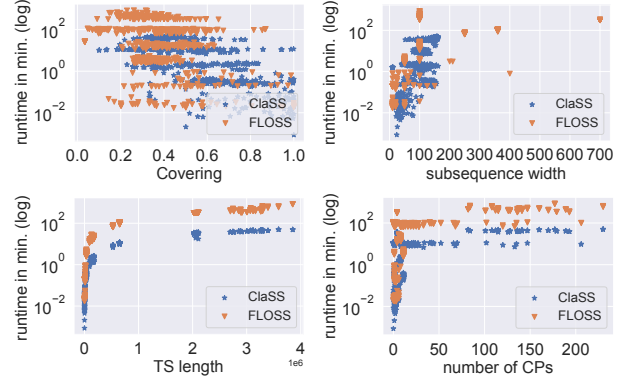 runtime in min. (log)
10^2
10^0
10^-2
ClaSS
FLOSS
0.0 0.2 0.4 0.6 0.8 1.0
Covering
runtime in min. (log)
10^2
10^0
10^-2
ClaSS
FLOSS
0 100 200 300 400 500 600 700
subsequence width
runtime in min. (log)
10^2
10^0
10^-2
ClaSS
FLOSS
0 1 2 3 4
1e6
TS length
runtime in min. (log)
10^2
10^0
10^-2
ClaSS
FLOSS
0 50 100 150 200
number of CPs